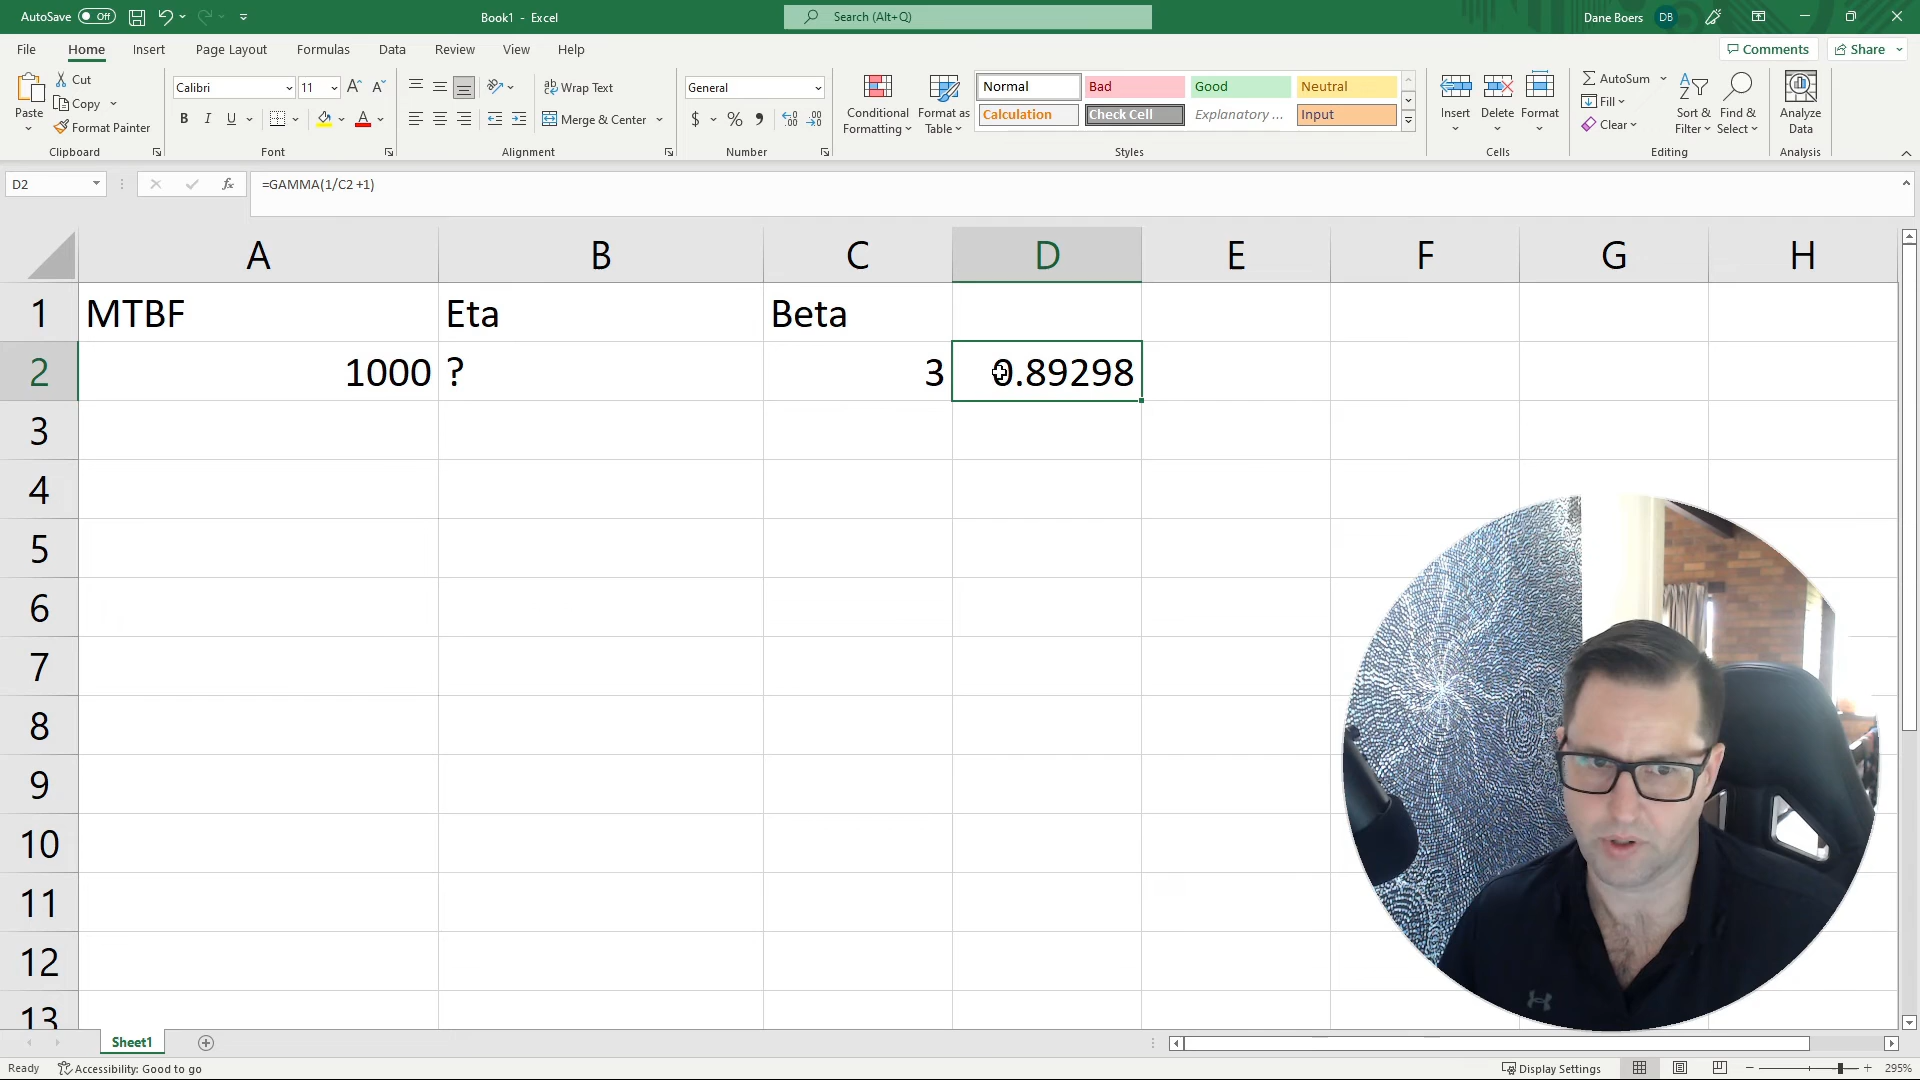 AutoSave Off Book1 - Excel Search (Alt+Q) Dane Boers DB
File Home Insert Page Layout Formulas Data Review View Help Comments Share
Paste Cut Copy Format Painter Clipboard
Calibri 11 A A B I U A Font
ab Wrap Text Merge & Center Alignment
General $ % 9 .00 Number
Conditional Formatting Format as Table Normal Bad Good Neutral
Calculation Check Cell Explanatory ... Input
Styles
Insert Delete Format Cells
AutoSum Fill Clear Sort & Filter Find & Select Editing
Analyze Data Analysis
D2 fx =GAMMA(1/C2 +1)
A B C D E F G H
1 MTBF Eta Beta
2 1000 ? 3 0.89298
3
4
5
6
7
8
9
10
11
12
13
Sheet1
Ready Accessibility: Good to go Display Settings 295%